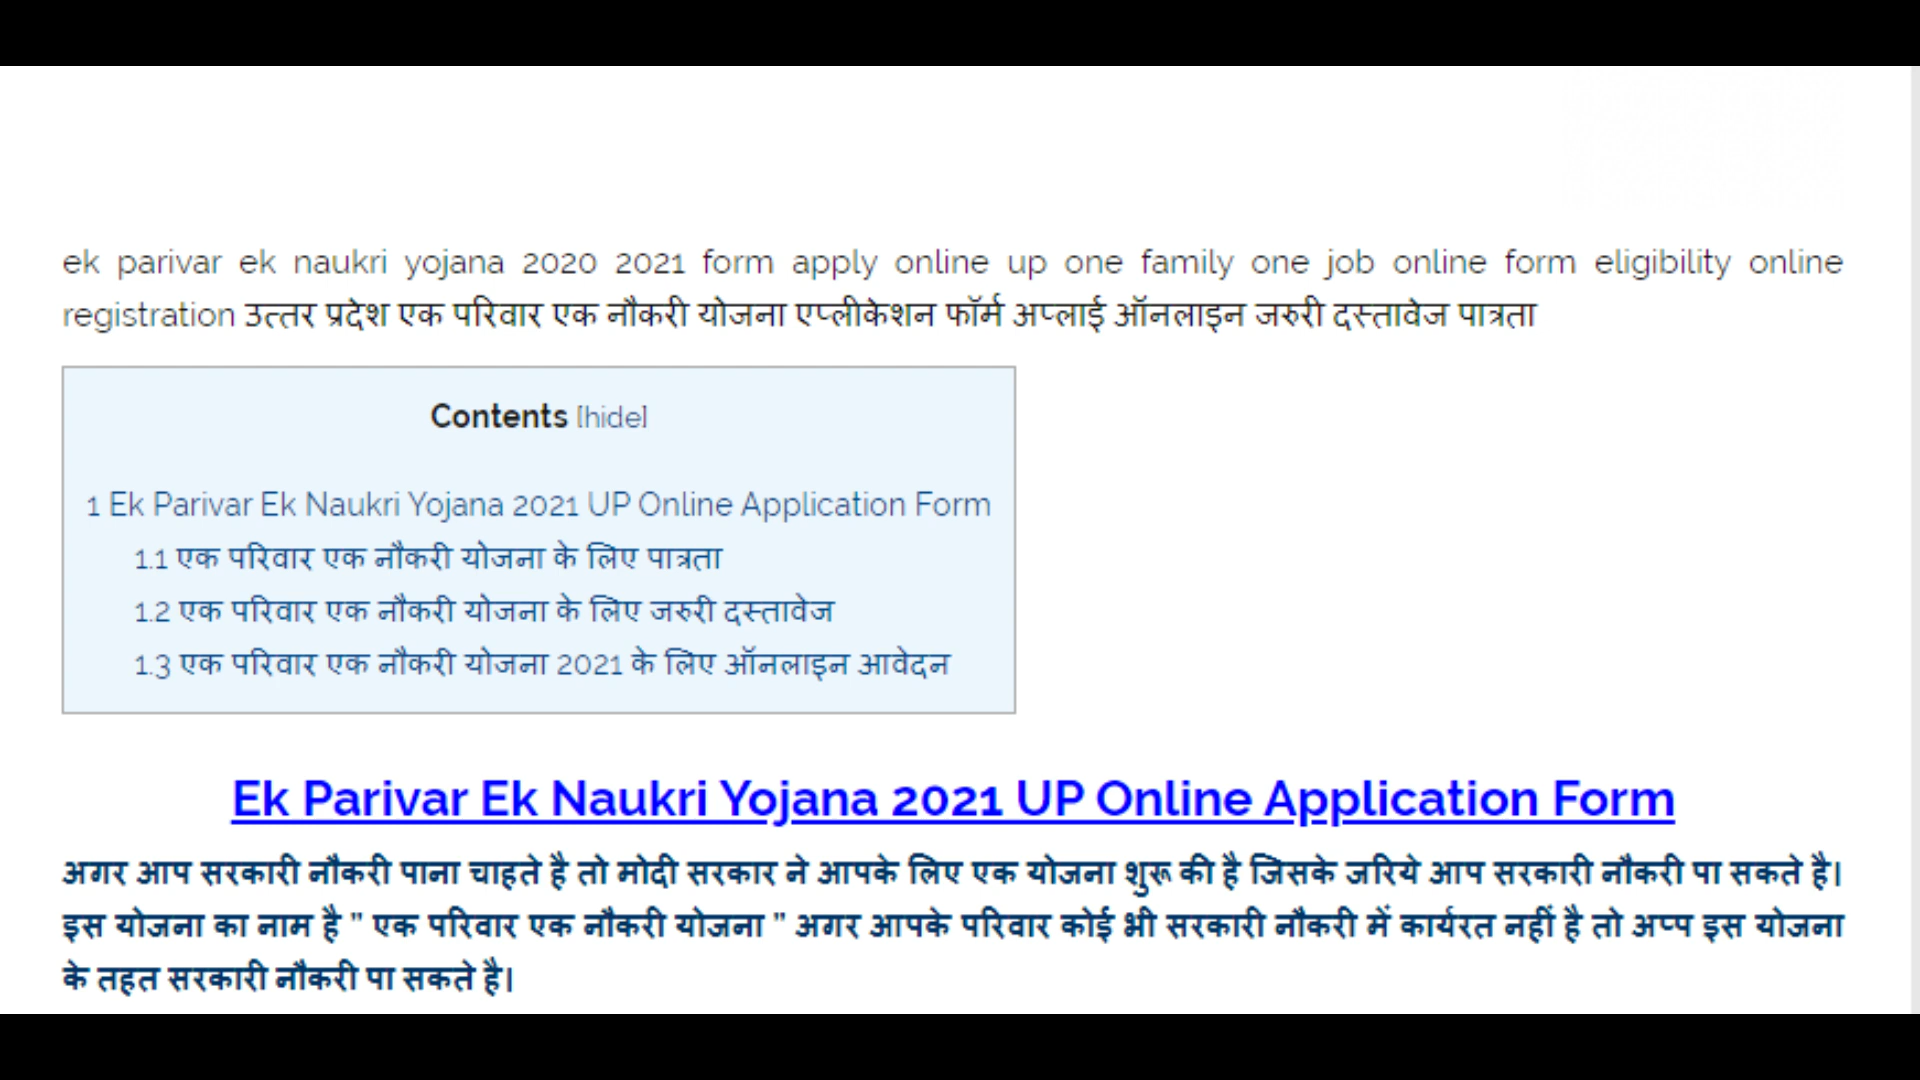 ek parivar ek naukri yojana 2020 2021 form apply online up one family one job online form eligibility online
registration उत्तर प्रदेश एक परिवार एक नौकरी योजना एप्लीकेशन फॉर्म अप्लाई ऑनलाइन जरुरी दस्तावेज पात्रता
Contents [hide]
1 Ek Parivar Ek Naukri Yojana 2021 UP Online Application Form
1.1 एक परिवार एक नौकरी योजना के लिए पात्रता
1.2 एक परिवार एक नौकरी योजना के लिए जरुरी दस्तावेज
1.3 एक परिवार एक नौकरी योजना 2021 के लिए ऑनलाइन आवेदन
Ek Parivar Ek Naukri Yojana 2021 UP Online Application Form
अगर आप सरकारी नौकरी पाना चाहते है तो मोदी सरकार ने आपके लिए एक योजना शुरू की है जिसके जरिये आप सरकारी नौकरी पा सकते है।
इस योजना का नाम है " एक परिवार एक नौकरी योजना " अगर आपके परिवार कोई भी सरकारी नौकरी में कार्यरत नहीं है तो अप्प इस योजना
के तहत सरकारी नौकरी पा सकते है।